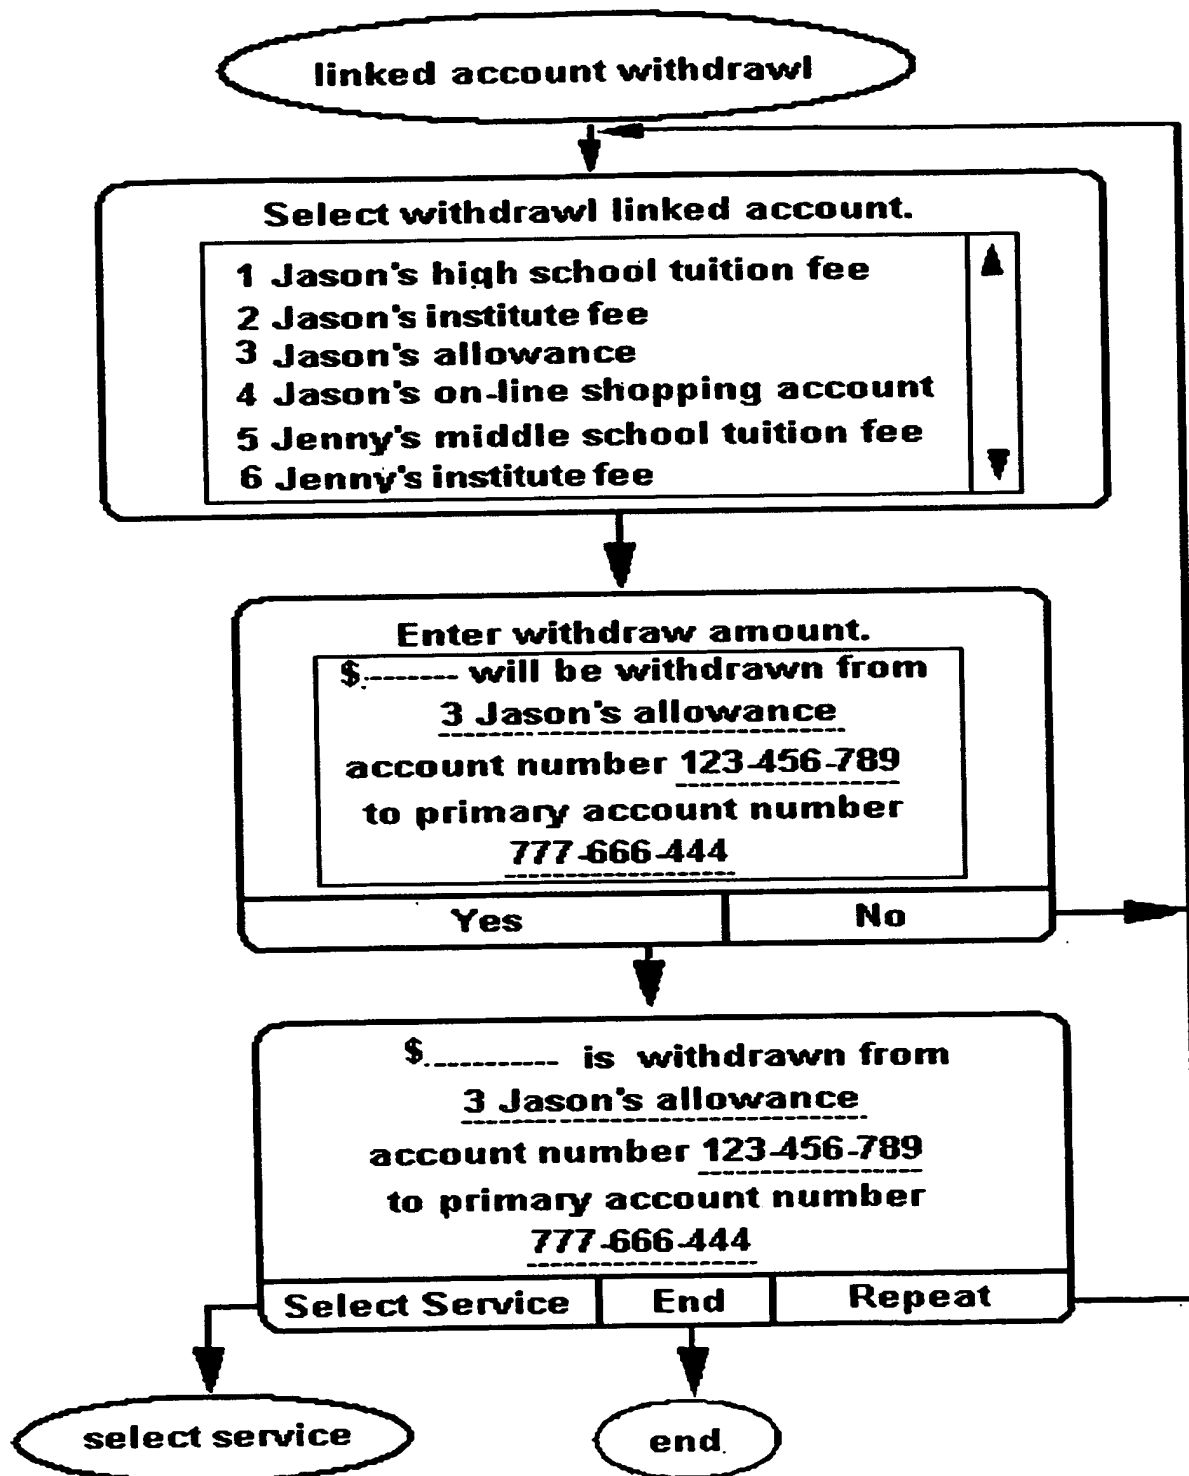 linked account withdrawl
Select withdrawl linked account.
1 Jason's high school tuition fee
2 Jason's institute fee
3 Jason's allowance
4 Jason's on-line shopping account
5 Jenny's middle school tuition fee
6 Jenny's institute fee
Enter withdraw amount.
$ -------- will be withdrawn from
3 Jason's allowance
account number 123-456-789
to primary account number
777-666-444
Yes No
$ ---------- is withdrawn from
3 Jason's allowance
account number 123-456-789
to primary account number
777-666-444
Select Service End Repeat
select service end